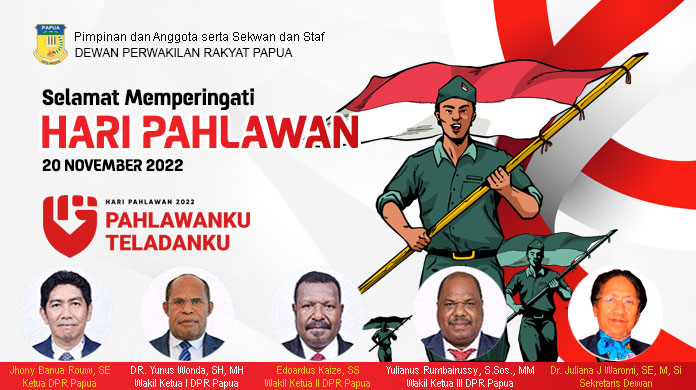 PAPUA
Pimpinan dan Anggota serta Sekwan dan Staf
DEWAN PERWAKILAN RAKYAT PAPUA
Selamat Memperingati
HARI PAHLAWAN
20 NOVEMBER 2022
HARI PAHLAWAN 2022
PAHLAWANKU
TELADANKU
Jhony Banua Rouw, SE
Ketua DPR Papua
DR. Yunus Wonda, SH, MH
Wakil Ketua I DPR Papua
Edoardus Kaize, SS
Wakil Ketua II DPR Papua
Yulianus Rumbairussy, S.Sos., MM
Wakil Ketua III DPR Papua
Dr. Juliana J Waromi, SE, M, Si
Sekretaris Dewan